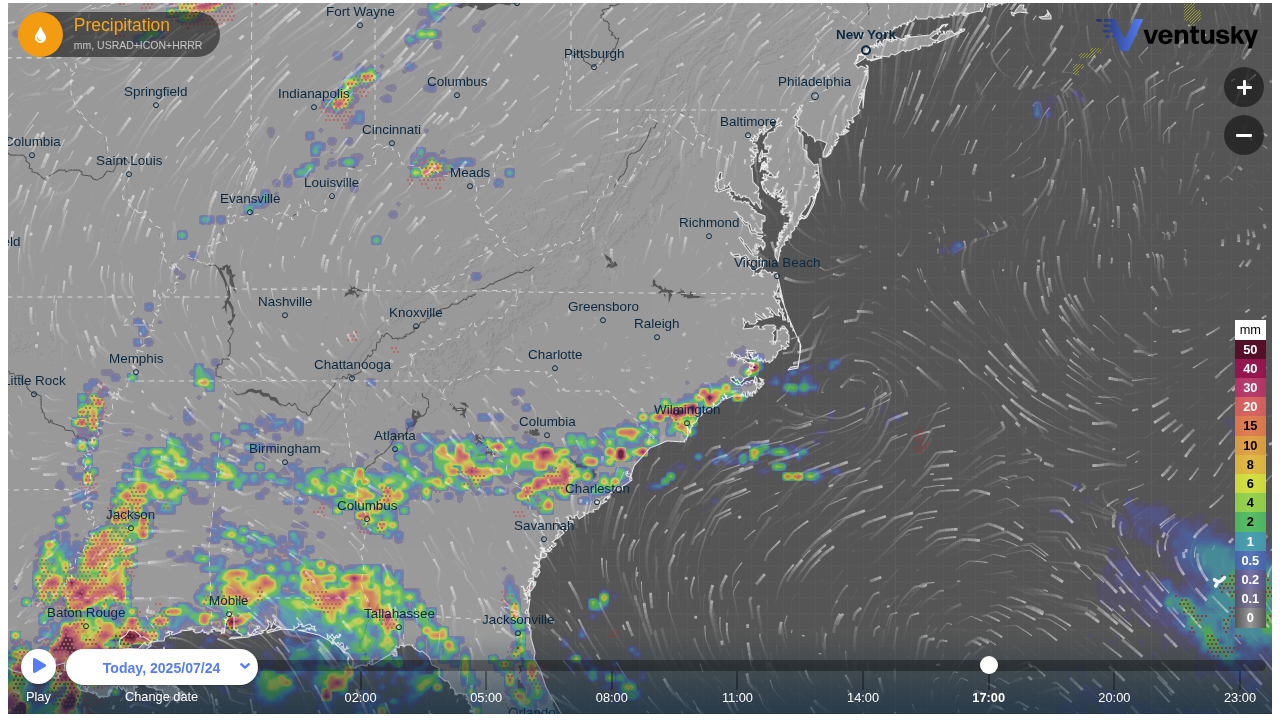 Precipitation
mm, USRAD+ICON+HRRR
ventusky
Fort Wayne
New York
Pittsburgh
Springfield
Indianapolis
Columbus
Philadelphia
Columbia
Saint Louis
Cincinnati
Baltimore
Louisville
Meads
Evansville
Richmond
eld
Virginia Beach
Nashville
Knoxville
Greensboro
Raleigh
Memphis
Chattanooga
Charlotte
Little Rock
Wilmington
Columbia
Birmingham
Atlanta
Charleston
Columbus
Jackson
Savannah
Baton Rouge
Mobile
Tallahassee
Jacksonville
Orlando
mm
50
40
30
20
15
10
8
6
4
2
1
0.5
0.2
0.1
0
Today, 2025/07/24
Play
Change date
02:00
05:00
08:00
11:00
14:00
17:00
20:00
23:00